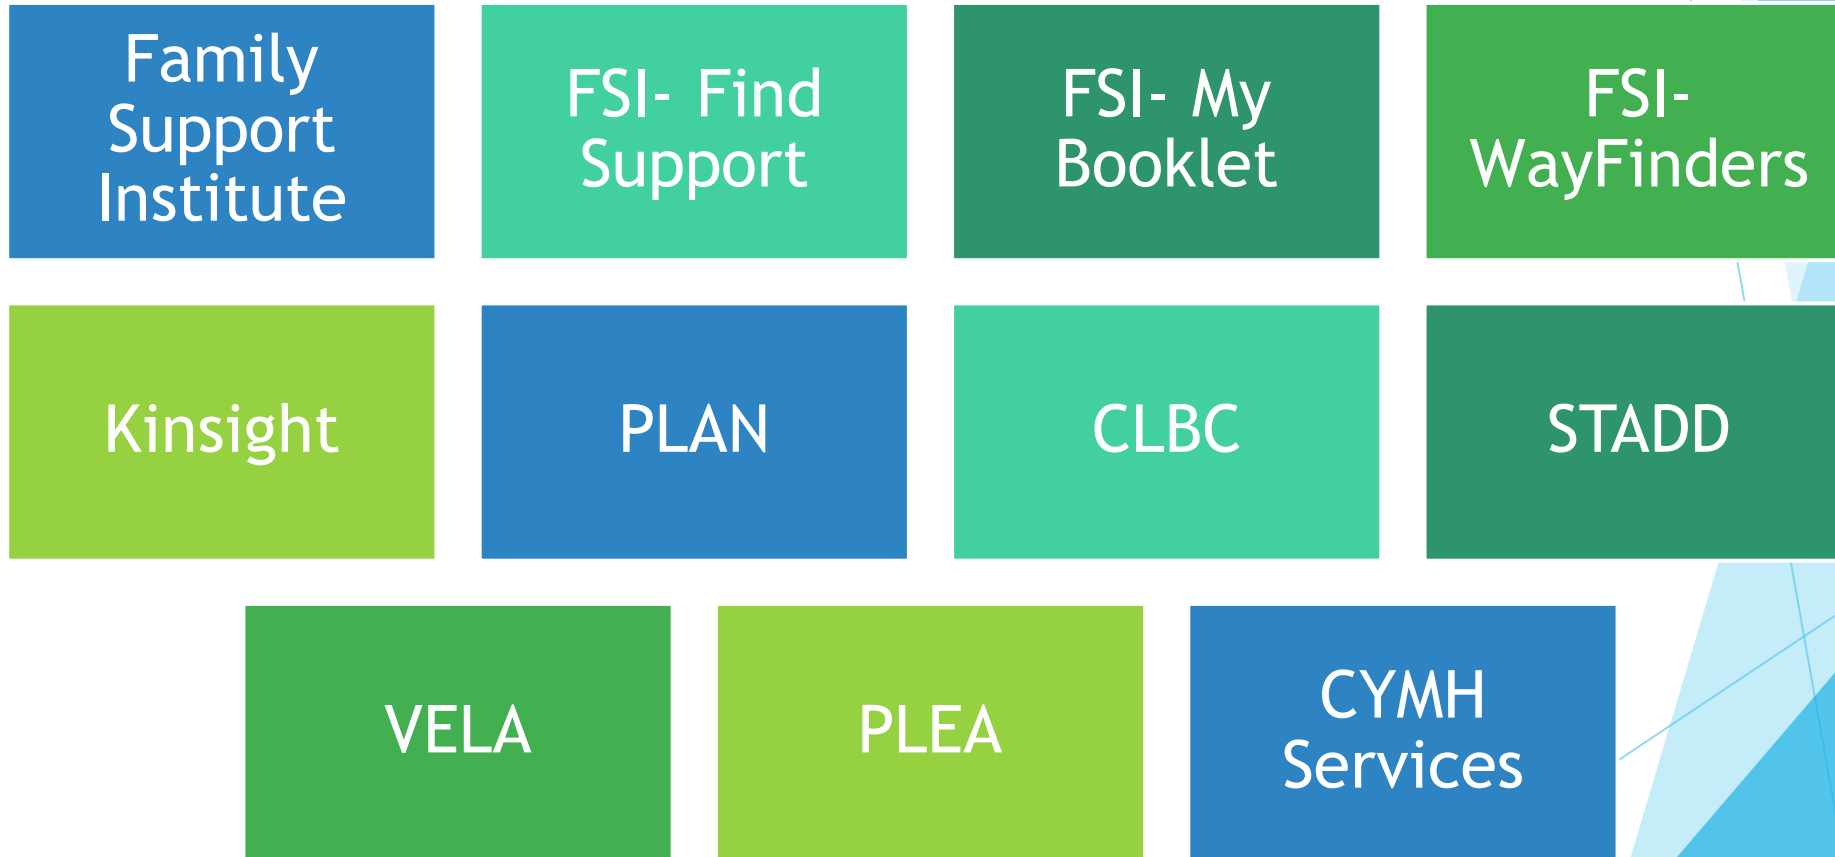 Family
Support
Institute
FSI- Find
Support
FSI- My
Booklet
FSI-
WayFinders
Kinsight
PLAN
CLBC
STADD
VELA
PLEA
CYMH
Services